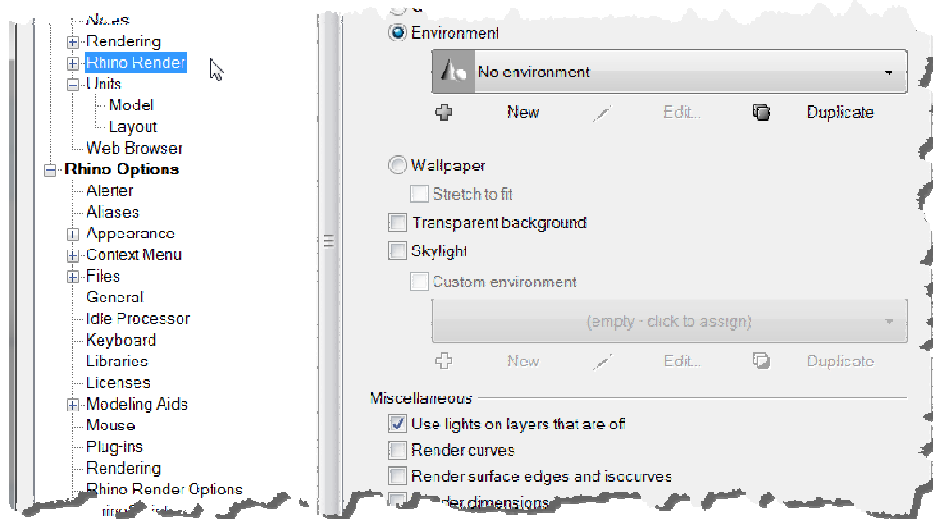 Notes
Rendering
Rhino Render
Units
Model
Layout
Web Browser
Rhino Options
Alerter
Aliases
Appearance
Context Menu
Files
General
Idle Processor
Keyboard
Libraries
Licenses
Modeling Aids
Mouse
Plug-ins
Rendering
Rhino Render Options
Environment
No environment
New Edit... Duplicate
Wallpaper
Stretch to fit
Transparent background
Skylight
Custom environment
(empty - click to assign)
New Edit... Duplicate
Miscellaneous
Use lights on layers that are off
Render curves
Render surface edges and isocurves
dimensions